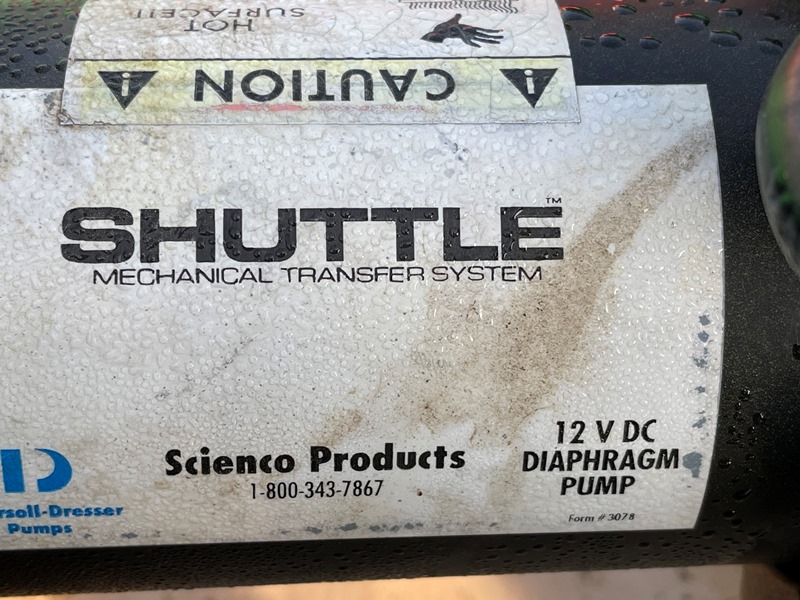 HOT
SURFACE!!
CAUTION
SHUTTLE™
MECHANICAL TRANSFER SYSTEM
Scienco Products
1-800-343-7867
12 V DC
DIAPHRAGM
PUMP
Form # 3078
rsoll-Dresser
Pumps